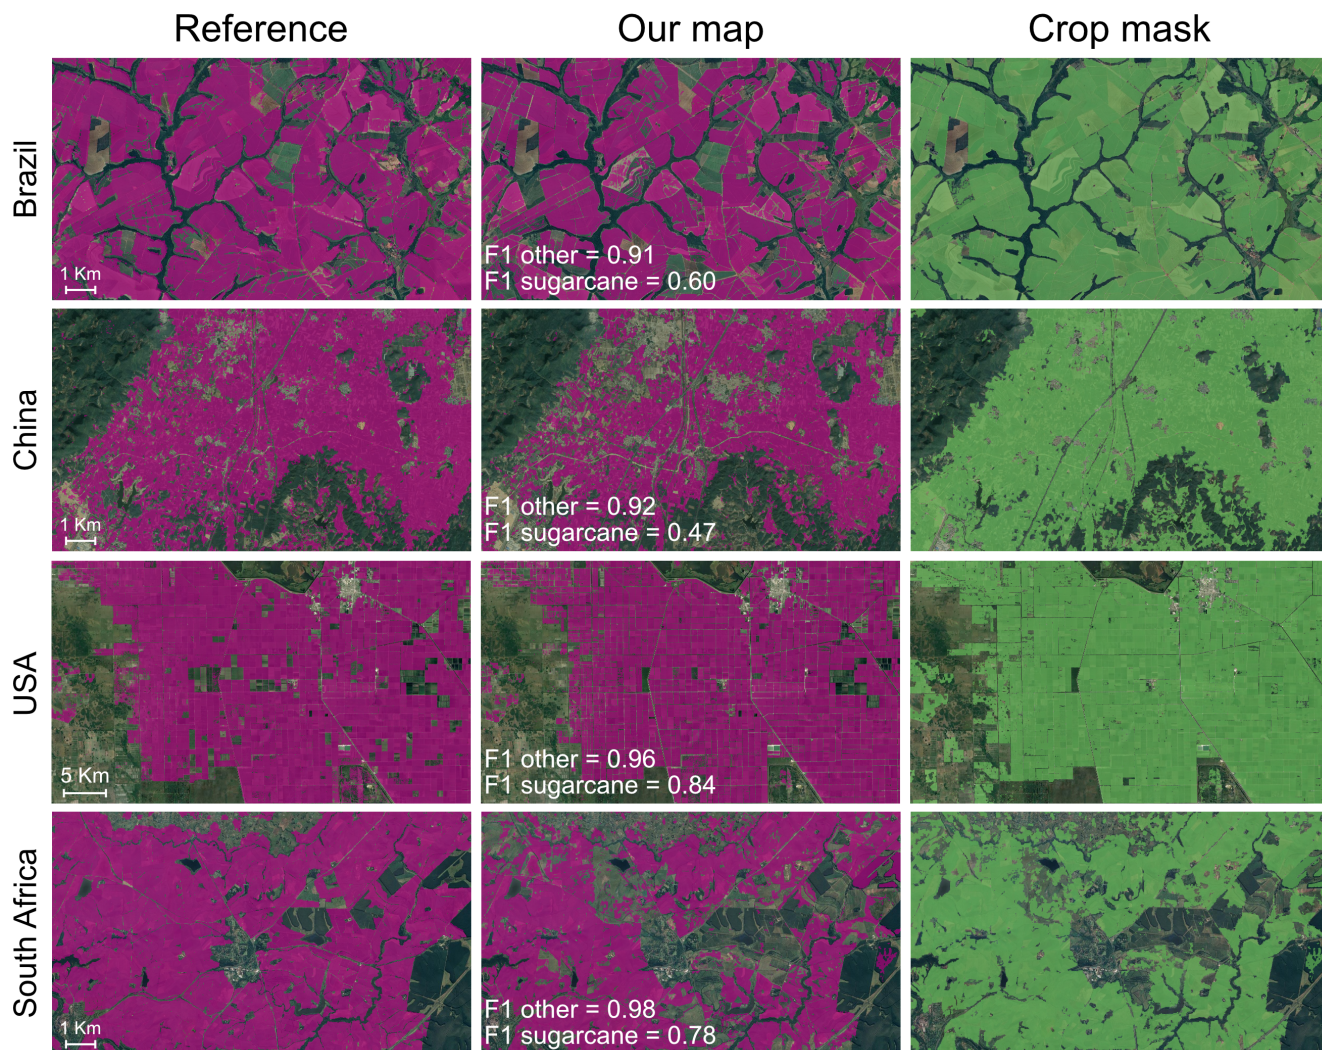 Reference
Our map
Crop mask
Brazil
1 Km
F1 other = 0.91
F1 sugarcane = 0.60
China
1 Km
F1 other = 0.92
F1 sugarcane = 0.47
USA
5 Km
F1 other = 0.96
F1 sugarcane = 0.84
South Africa
1 Km
F1 other = 0.98
F1 sugarcane = 0.78